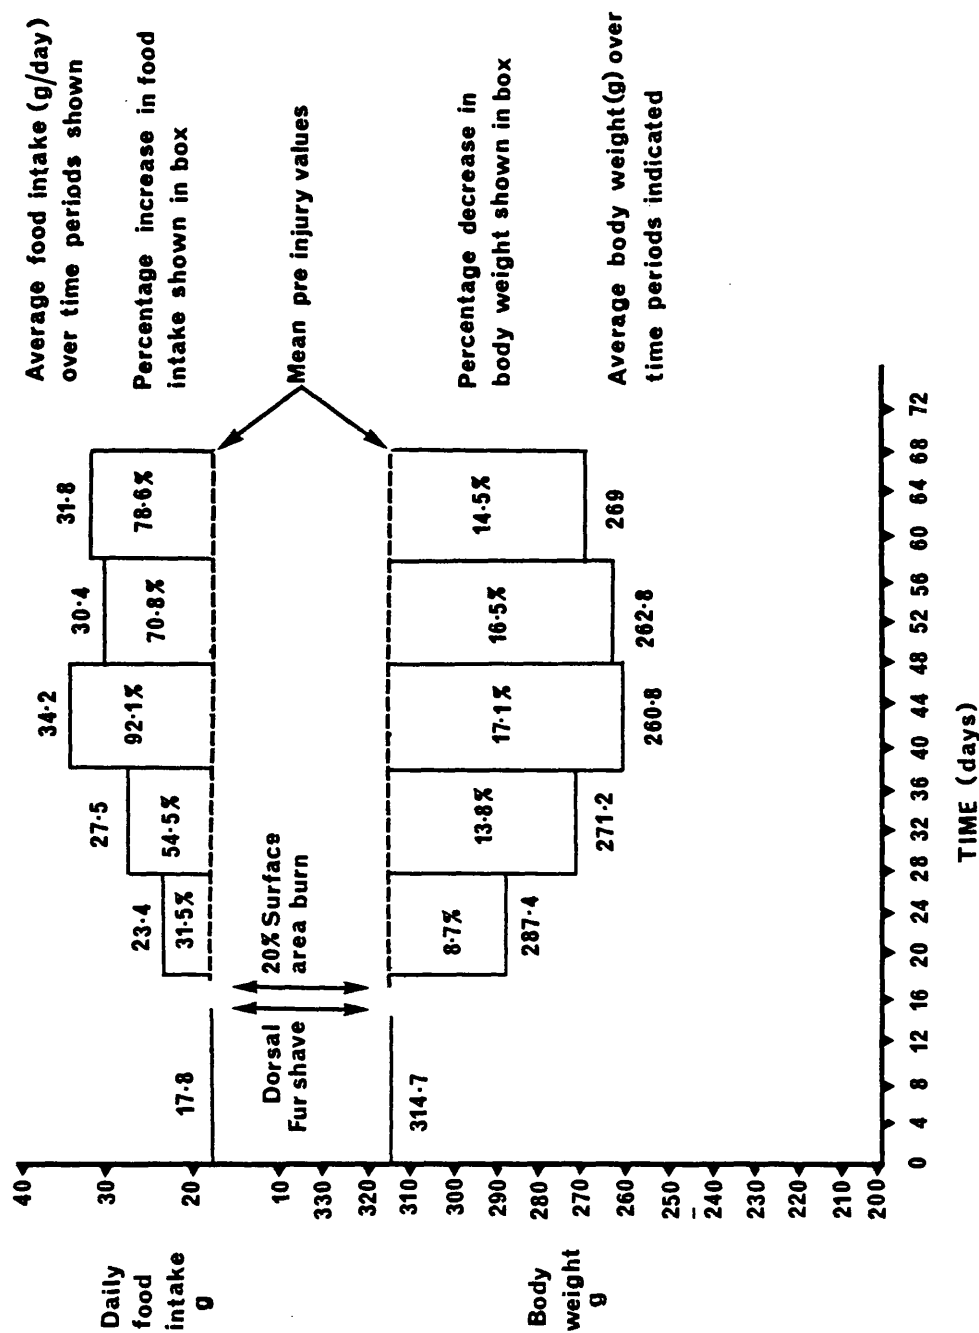 Average food intake (g/day)
over time periods shown
Percentage increase in food
intake shown in box
Mean pre injury values
Percentage decrease in
body weight shown in box
Average body weight(g) over
time periods indicated
Daily
food
intake
g
40
30
20
10
17·8
23·4
27·5
34·2
30·4
31·8
31·5%
54·5%
92·1%
70·8%
78·6%
Dorsal
Fur shave
20% Surface
area burn
Body
weight
g
330
320
310
300
290
280
270
260
250
240
230
220
210
200
314·7
8·7%
13·8%
17·1%
16·5%
14·5%
287·4
271·2
260·8
262·8
269
0 4 8 12 16 20 24 28 32 36 40 44 48 52 56 60 64 68 72
TIME (days)